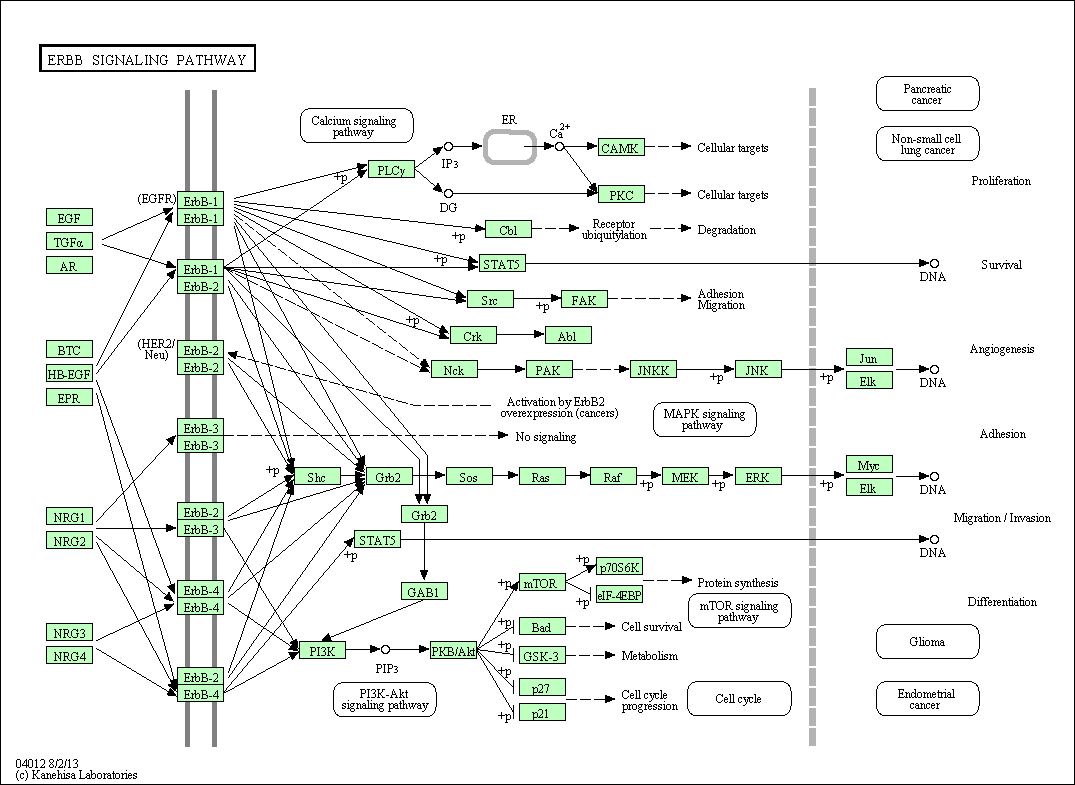 ERBB SIGNALING PATHWAY
Pancreatic
cancer
Calcium signaling
pathway
ER
Ca2+
Non-small cell
lung cancer
CAMK
Cellular targets
IP3
+p
PLCγ
Proliferation
DG
PKC
Cellular targets
(EGFR)
ErbB-1
ErbB-1
EGF
TGFα
AR
+p
Cbl
Receptor
ubiquitylation
Degradation
+p
STAT5
DNA
Survival
ErbB-1
ErbB-2
Src
+p
FAK
Adhesion
Migration
+p
Crk
Abl
(HER2/
Neu)
ErbB-2
ErbB-2
BTC
HB-EGF
EPR
Angiogenesis
Nck
PAK
JNKK
+p
JNK
+p
Jun
Elk
DNA
Activation by ErbB2
overexpression (cancers)
MAPK signaling
pathway
ErbB-3
ErbB-3
No signaling
Adhesion
+p
Shc
Grb2
Sos
Ras
Raf
+p
MEK
+p
ERK
+p
Myc
Elk
DNA
NRG1
NRG2
ErbB-2
ErbB-3
Grb2
Migration / Invasion
STAT5
+p
DNA
ErbB-4
ErbB-4
GAB1
+p
mTOR
+p
p70S6K
+p
eIF-4EBP
Protein synthesis
mTOR signaling
pathway
Differentiation
NRG3
NRG4
+p
Bad
Cell survival
PI3K
PIP3
PKB/Akt
+p
GSK-3
Metabolism
Glioma
ErbB-2
ErbB-4
PI3K-Akt
signaling pathway
+p
p27
+p
p21
Cell cycle
progression
Cell cycle
Endometrial
cancer
04012 8/2/13
(c) Kanehisa Laboratories